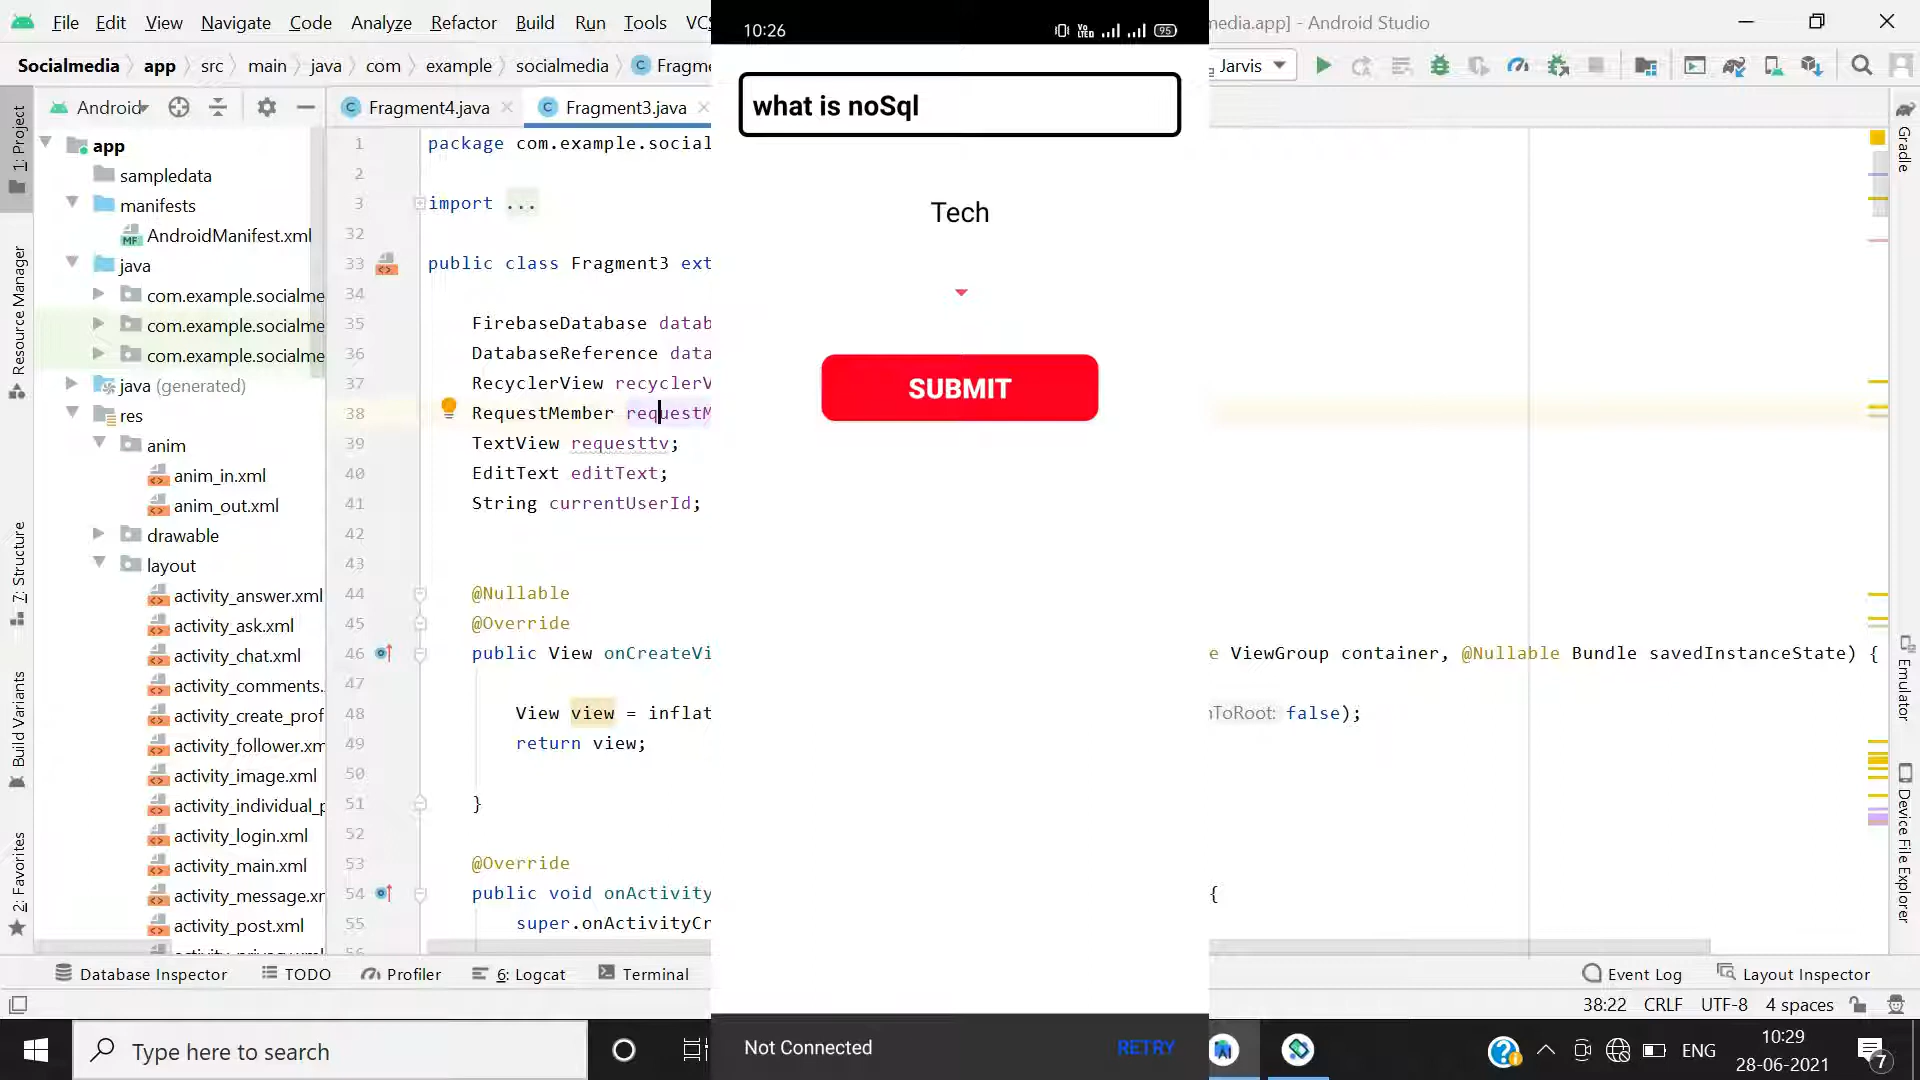 File Edit View Navigate Code Analyze Refactor Build Run Tools VCS
media.app] - Android Studio
Socialmedia app src main java com example socialmedia Fragme
Jarvis
Android
Fragment4.java
Fragment3.java
1: Project
Resource Manager
7: Structure
Build Variants
2: Favorites
app
sampledata
manifests
AndroidManifest.xml
java
com.example.socialme
com.example.socialme
com.example.socialme
java (generated)
res
anim
anim_in.xml
anim_out.xml
drawable
layout
activity_answer.xml
activity_ask.xml
activity_chat.xml
activity_comments.
activity_create_prof
activity_follower.xm
activity_image.xml
activity_individual_p
activity_login.xml
activity_main.xml
activity_message.xm
activity_post.xml
1 package com.example.social
2
3 import ...
32
33 public class Fragment3 ext
34
35 FirebaseDatabase datab
36 DatabaseReference data
37 RecyclerView recyclerV
38 RequestMember requestM
39 TextView requesttv;
40 EditText editText;
41 String currentUserId;
42
43
44 @Nullable
45 @Override
46 public View onCreateVi
e ViewGroup container, @Nullable Bundle savedInstanceState) {
47
48 View view = inflat
ToRoot: false);
49 return view;
50
51 }
52
53 @Override
54 public void onActivity
{
55 super.onActivityCr
10:26
95
what is noSql
Tech
SUBMIT
Not Connected
RETRY
Gradle
Emulator
Device File Explorer
Database Inspector TODO Profiler 6: Logcat Terminal
Event Log Layout Inspector
38:22 CRLF UTF-8 4 spaces
Type here to search
ENG
10:29
28-06-2021
7